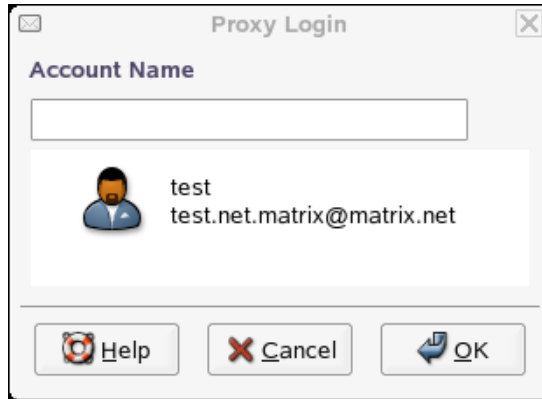 Proxy Login
Account Name
test
test.net.matrix@matrix.net
Help
Cancel
OK